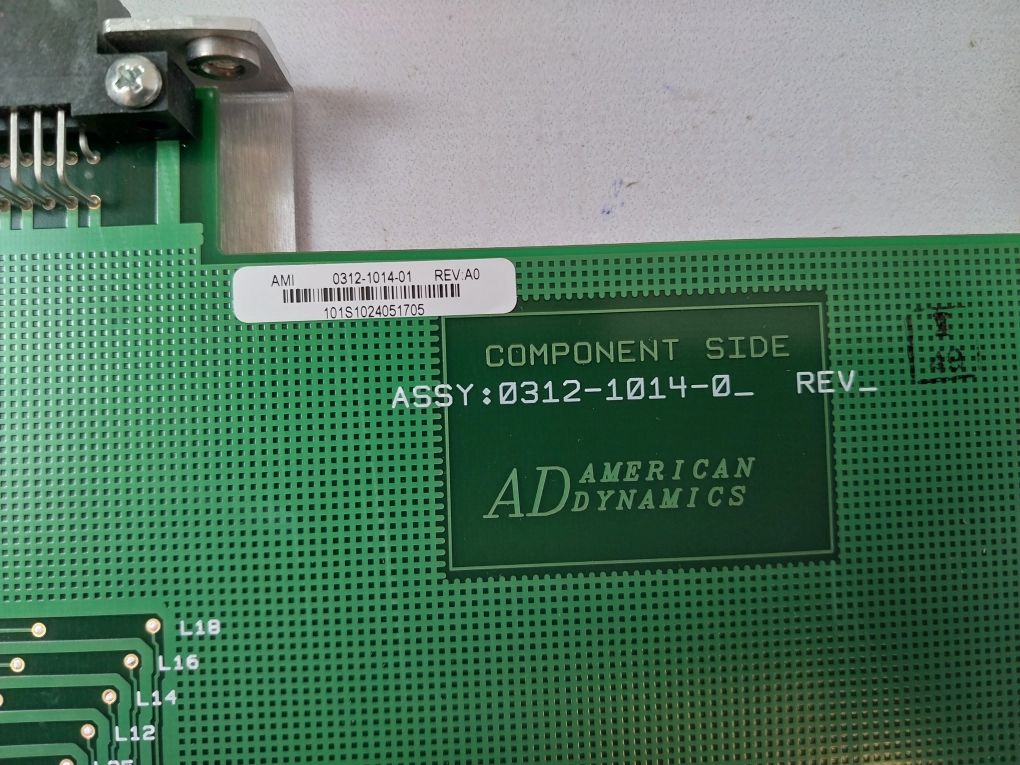 AMI 0312-1014-01 REV:A0
101S1024051705
COMPONENT SIDE
ASSY:0312-1014-0_ REV_
AD AMERICAN
DYNAMICS
L18
L16
L14
L12